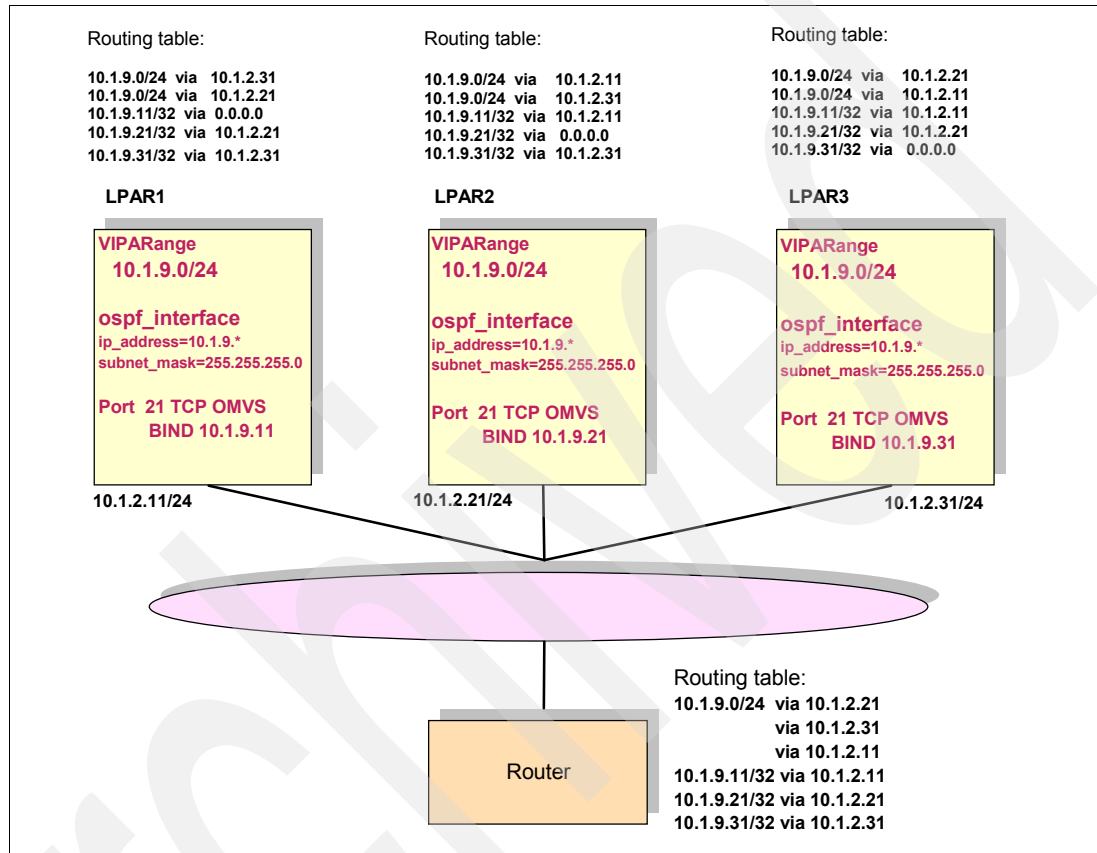 Routing table:
10.1.9.0/24 via 10.1.2.31
10.1.9.0/24 via 10.1.2.21
10.1.9.11/32 via 0.0.0.0
10.1.9.21/32 via 10.1.2.21
10.1.9.31/32 via 10.1.2.31
LPAR1
VIPARange
10.1.9.0/24
ospf_interface
ip_address=10.1.9.*
subnet_mask=255.255.255.0
Port 21 TCP OMVS
BIND 10.1.9.11
10.1.2.11/24
Routing table:
10.1.9.0/24 via 10.1.2.11
10.1.9.0/24 via 10.1.2.31
10.1.9.11/32 via 10.1.2.11
10.1.9.21/32 via 0.0.0.0
10.1.9.31/32 via 10.1.2.31
LPAR2
VIPARange
10.1.9.0/24
ospf_interface
ip_address=10.1.9.*
subnet_mask=255.255.255.0
Port 21 TCP OMVS
BIND 10.1.9.21
10.1.2.21/24
Routing table:
10.1.9.0/24 via 10.1.2.21
10.1.9.0/24 via 10.1.2.11
10.1.9.11/32 via 10.1.2.11
10.1.9.21/32 via 10.1.2.21
10.1.9.31/32 via 0.0.0.0
LPAR3
VIPARange
10.1.9.0/24
ospf_interface
ip_address=10.1.9.*
subnet_mask=255.255.255.0
Port 21 TCP OMVS
BIND 10.1.9.31
10.1.2.31/24
Router
Routing table:
10.1.9.0/24 via 10.1.2.21
via 10.1.2.31
via 10.1.2.11
10.1.9.11/32 via 10.1.2.11
10.1.9.21/32 via 10.1.2.21
10.1.9.31/32 via 10.1.2.31